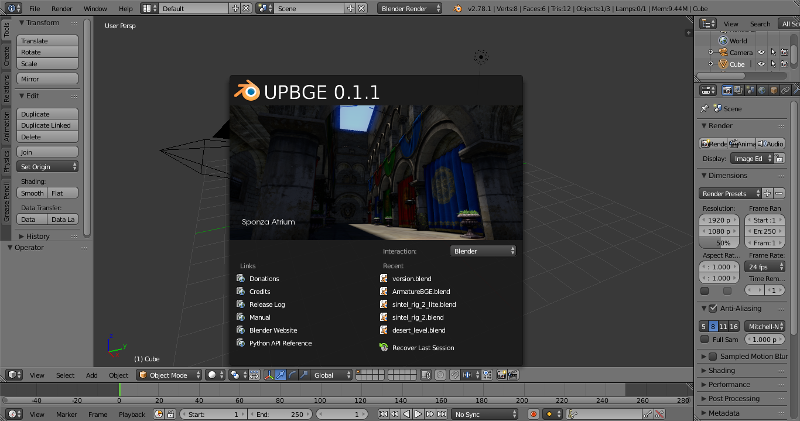 File Render Window Help Default Scene Blender Render v2.78.1 | Verts:8 | Faces:6 | Tris:12 | Objects:1/3 | Lamps:0/1 | Mem:9.44M | Cube
Tools
Create
Relations
Animation
Physics
Grease Pencil
Transform
Translate
Rotate
Scale
Mirror
Edit
Duplicate
Duplicate Linked
Delete
Join
Set Origin
Shading:
Smooth Flat
Data Transfer:
Data Data La
History
Operator
User Persp
UPBGE 0.1.1
Sponza Atrium
Interaction: Blender
Links
Donations
Credits
Release Log
Manual
Blender Website
Python API Reference
Recent
version.blend
ArmatureBGE.blend
sintel_rig_2_lite.blend
sintel_rig_2.blend
desert_level.blend
Recover Last Session
(1) Cube
View Search All Sc
World
Camera
Cube
Scene
Render
Rende Anima Audio
Display: Image Ed
Dimensions
Render Presets
Resolution: Frame Ran
1920 p Start :1
1080 p En: 250
50% Fram:1
Aspect Rat... Frame Rate
: 1.000 24 fps
: 1.000 Time Rem...
1
Anti-Aliasing
5 8 11 16 Mitchell-N
Full Sam 1.000 p
Sampled Motion Blur
Shading
Performance
Post Processing
Metadata
View Select Add Object Object Mode Global
-40 -20 0 20 40 60 80 100 120 140 160 180 200 220 240 260 280
View Marker Frame Playback Start: 1 End: 250 1 No Sync